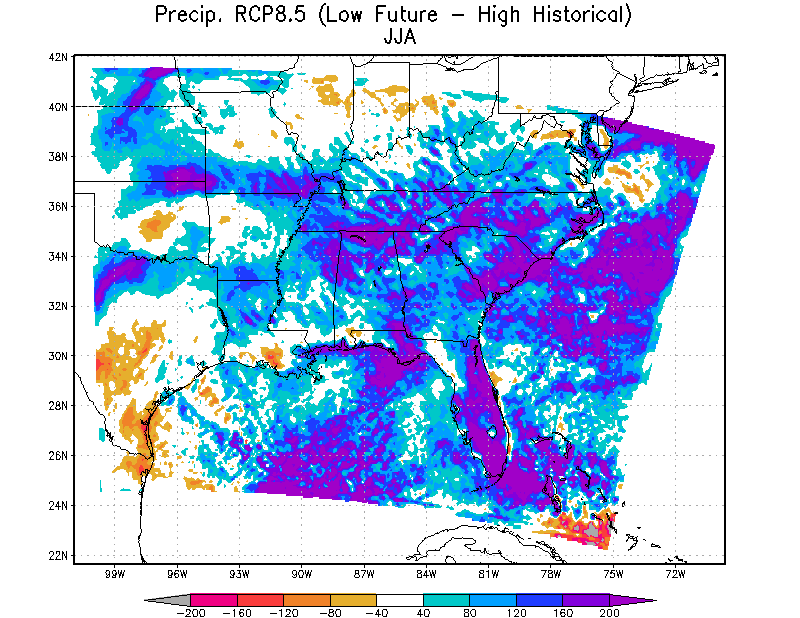 Precip. RCP8.5 (Low Future − High Historical)
JJA
42N
40N
38N
36N
34N
32N
30N
28N
26N
24N
22N
99W 96W 93W 90W 87W 84W 81W 78W 75W 72W
−200 −160 −120 −80 −40 40 80 120 160 200